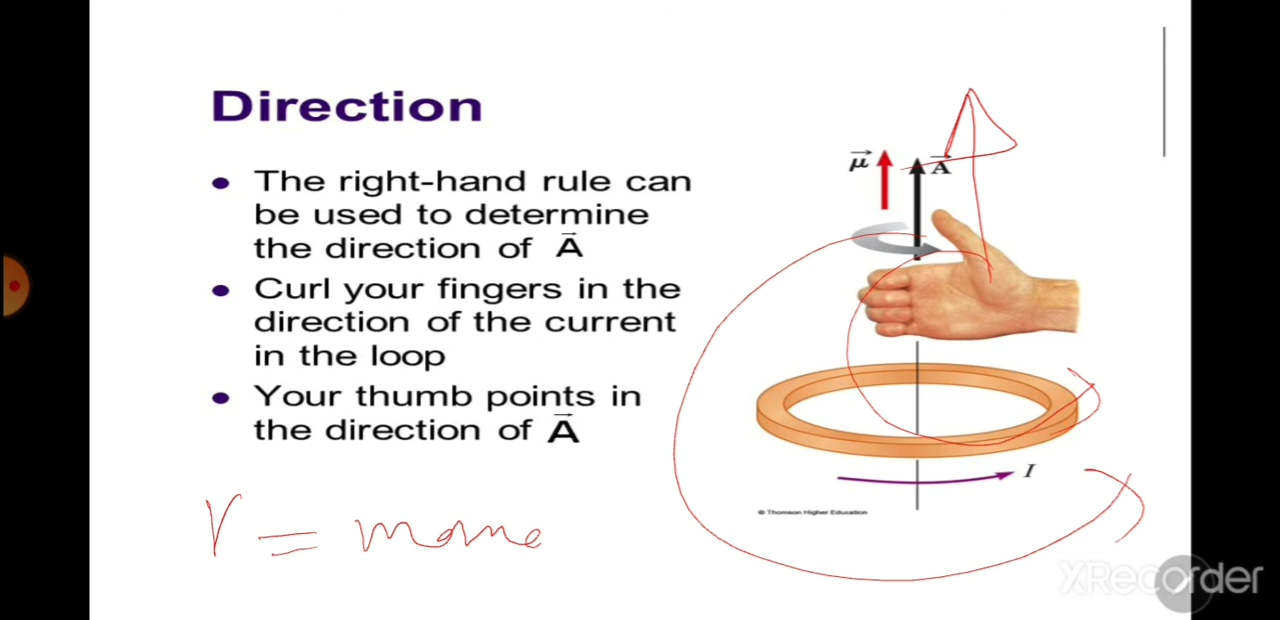 Direction
• The right-hand rule can
be used to determine
the direction of A⃗
• Curl your fingers in the
direction of the current
in the loop
• Your thumb points in
the direction of A⃗
μ⃗
A⃗
I
© Thomson Higher Education
= mome
XRecorder